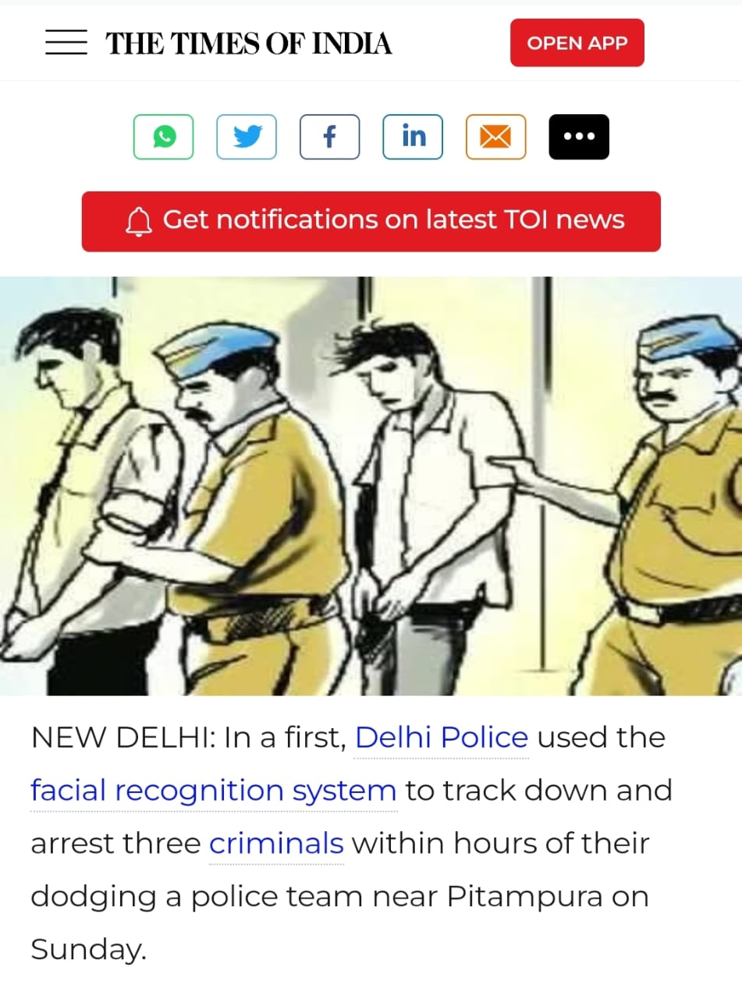 THE TIMES OF INDIA
OPEN APP
f
in
Get notifications on latest TOI news
NEW DELHI: In a first, Delhi Police used the
facial recognition system to track down and
arrest three criminals within hours of their
dodging a police team near Pitampura on
Sunday.